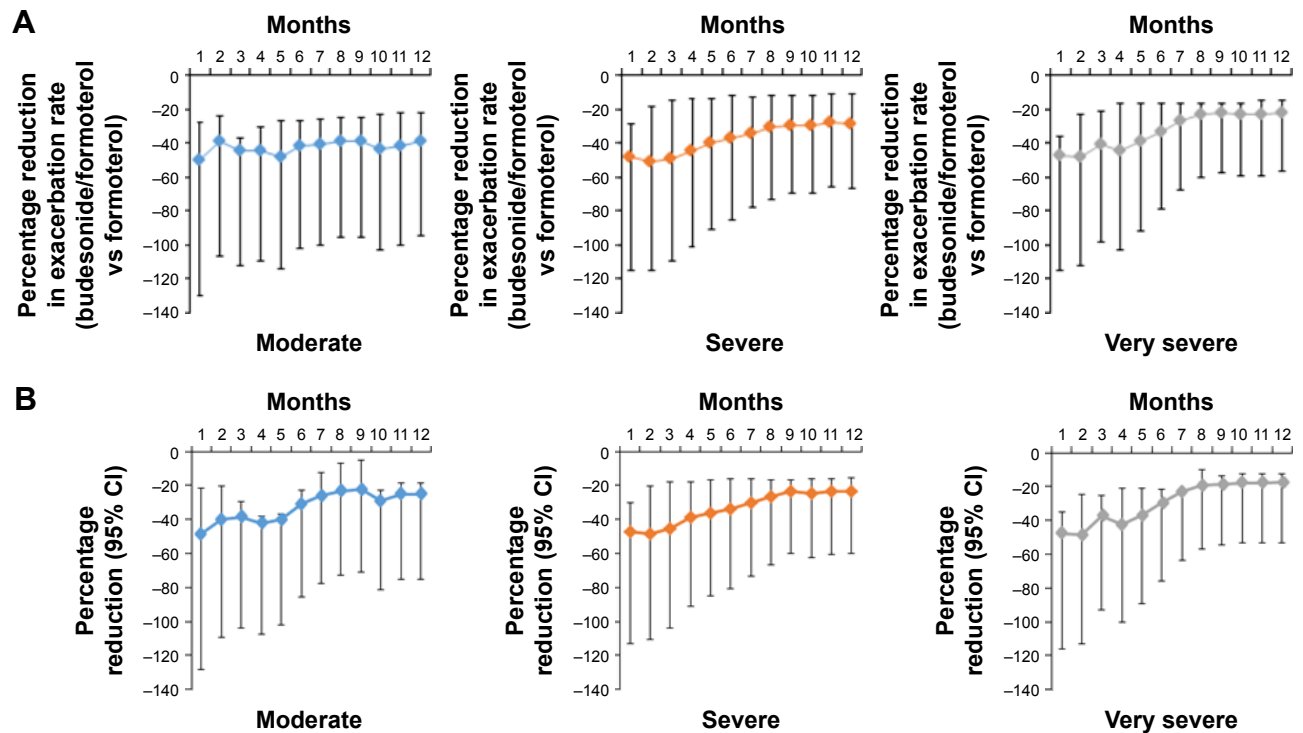 A
Months
1 2 3 4 5 6 7 8 9 10 11 12
Percentage reduction
in exacerbation rate
(budesonide/formoterol
vs formoterol)
0
–20
–40
–60
–80
–100
–120
–140
Moderate
Months
1 2 3 4 5 6 7 8 9 10 11 12
Percentage reduction
in exacerbation rate
(budesonide/formoterol
vs formoterol)
0
–20
–40
–60
–80
–100
–120
–140
Severe
Months
1 2 3 4 5 6 7 8 9 10 11 12
Percentage reduction
in exacerbation rate
(budesonide/formoterol
vs formoterol)
0
–20
–40
–60
–80
–100
–120
–140
Very severe
B
Months
1 2 3 4 5 6 7 8 9 10 11 12
Percentage
reduction (95% CI)
0
–20
–40
–60
–80
–100
–120
–140
Moderate
Months
1 2 3 4 5 6 7 8 9 10 11 12
Percentage
reduction (95% CI)
0
–20
–40
–60
–80
–100
–120
–140
Severe
Months
1 2 3 4 5 6 7 8 9 10 11 12
Percentage
reduction (95% CI)
0
–20
–40
–60
–80
–100
–120
–140
Very severe